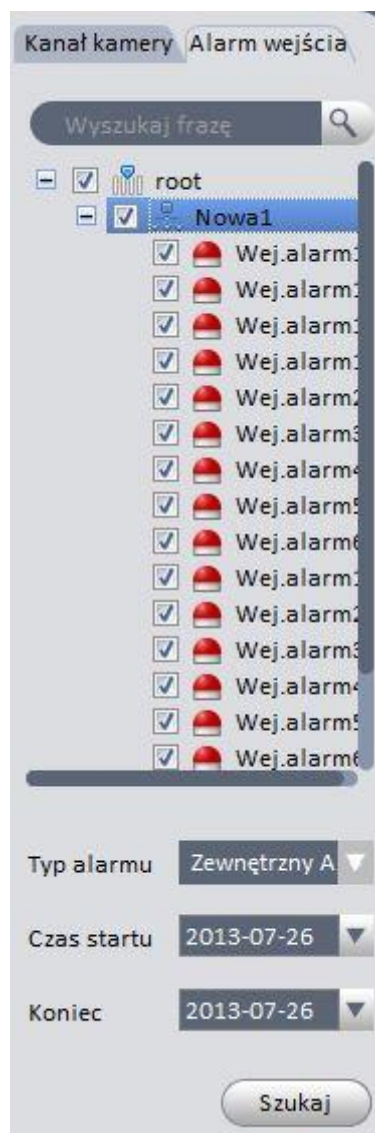 Kanał kamery Alarm wejścia
Wyszukaj frazę
root
Nowa1
Wej.alarm1
Wej.alarm1
Wej.alarm1
Wej.alarm1
Wej.alarm2
Wej.alarm3
Wej.alarm4
Wej.alarm5
Wej.alarm6
Wej.alarm1
Wej.alarm2
Wej.alarm3
Wej.alarm4
Wej.alarm5
Wej.alarm6
Typ alarmu Zewnętrzny A
Czas startu 2013-07-26
Koniec 2013-07-26
Szukaj